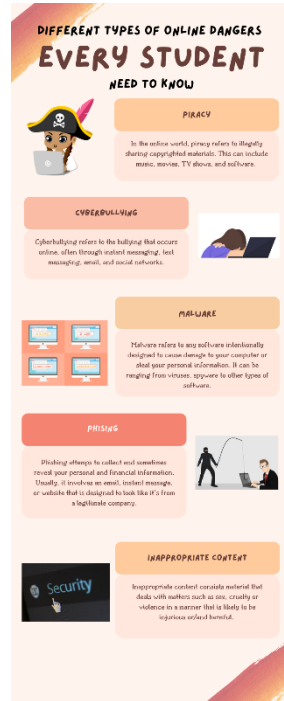 DIFFERENT TYPES OF ONLINE DANGERS
EVERY STUDENT
NEED TO KNOW
PIRACY
In the online world, piracy refers to illegally
sharing copyrighted materials. This can include
music, movies, TV shows, and software.
CYBERBULLYING
Cyberbullying refers to the bullying that occurs
online, often through instant messaging, text
messaging, email, and social networks.
MALWARE
Malware refers to any software intentionally
designed to cause damage to your computer or
steal your personal information. It can be
ranging from viruses, spyware to other types of
software.
PHISING
Phishing attempts to collect and sometimes
reveal your personal and financial information.
Usually, it involves an email, instant message,
or website that is designed to look like it's from
a legitimate company.
INAPPROPRIATE CONTENT
Security
Inappropriate content consists material that
deals with matters such as sex, cruelty or
violence in a manner that is likely to be
injurious or/and harmful.